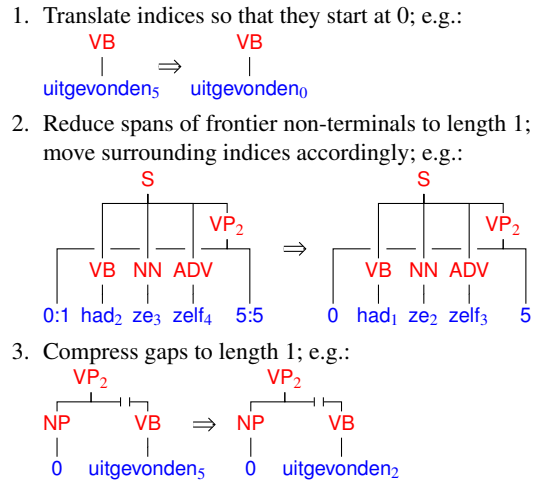 1. Translate indices so that they start at 0; e.g.:
VB VB
⇒
uitgevonden₅ uitgevonden₀
2. Reduce spans of frontier non-terminals to length 1;
move surrounding indices accordingly; e.g.:
S S
VP₂ VP₂
⇒
VB NN ADV VB NN ADV
0:1 had₂ ze₃ zelf₄ 5:5 0 had₁ ze₂ zelf₃ 5
3. Compress gaps to length 1; e.g.:
VP₂ VP₂
NP VB ⇒ NP VB
0 uitgevonden₅ 0 uitgevonden₂